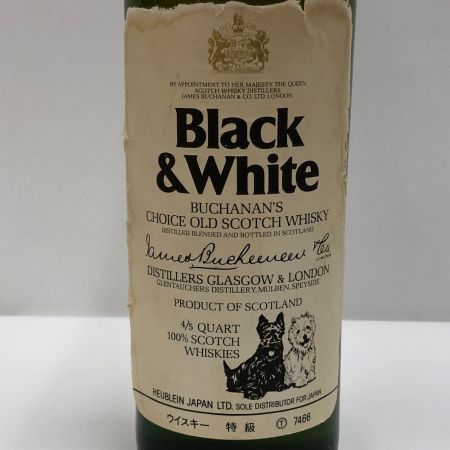 BY APPOINTMENT TO HER MAJESTY THE QUEEN
SCOTCH WHISKY DISTILLERS
JAMES BUCHANAN & CO. LTD. LONDON
Black
& White
BUCHANAN'S
CHOICE OLD SCOTCH WHISKY
DISTILLED BLENDED AND BOTTLED IN SCOTLAND
James Buchanan & Co.
LIMITED
DISTILLERS GLASGOW & LONDON
GLENTAUCHERS DISTILLERY, MULBEN, SPEYSIDE
PRODUCT OF SCOTLAND
4/5 QUART
100% SCOTCH
WHISKIES
HEUBLEIN JAPAN LTD. SOLE DISTRIBUTOR FOR JAPAN
ウイスキー 特級 T 7466